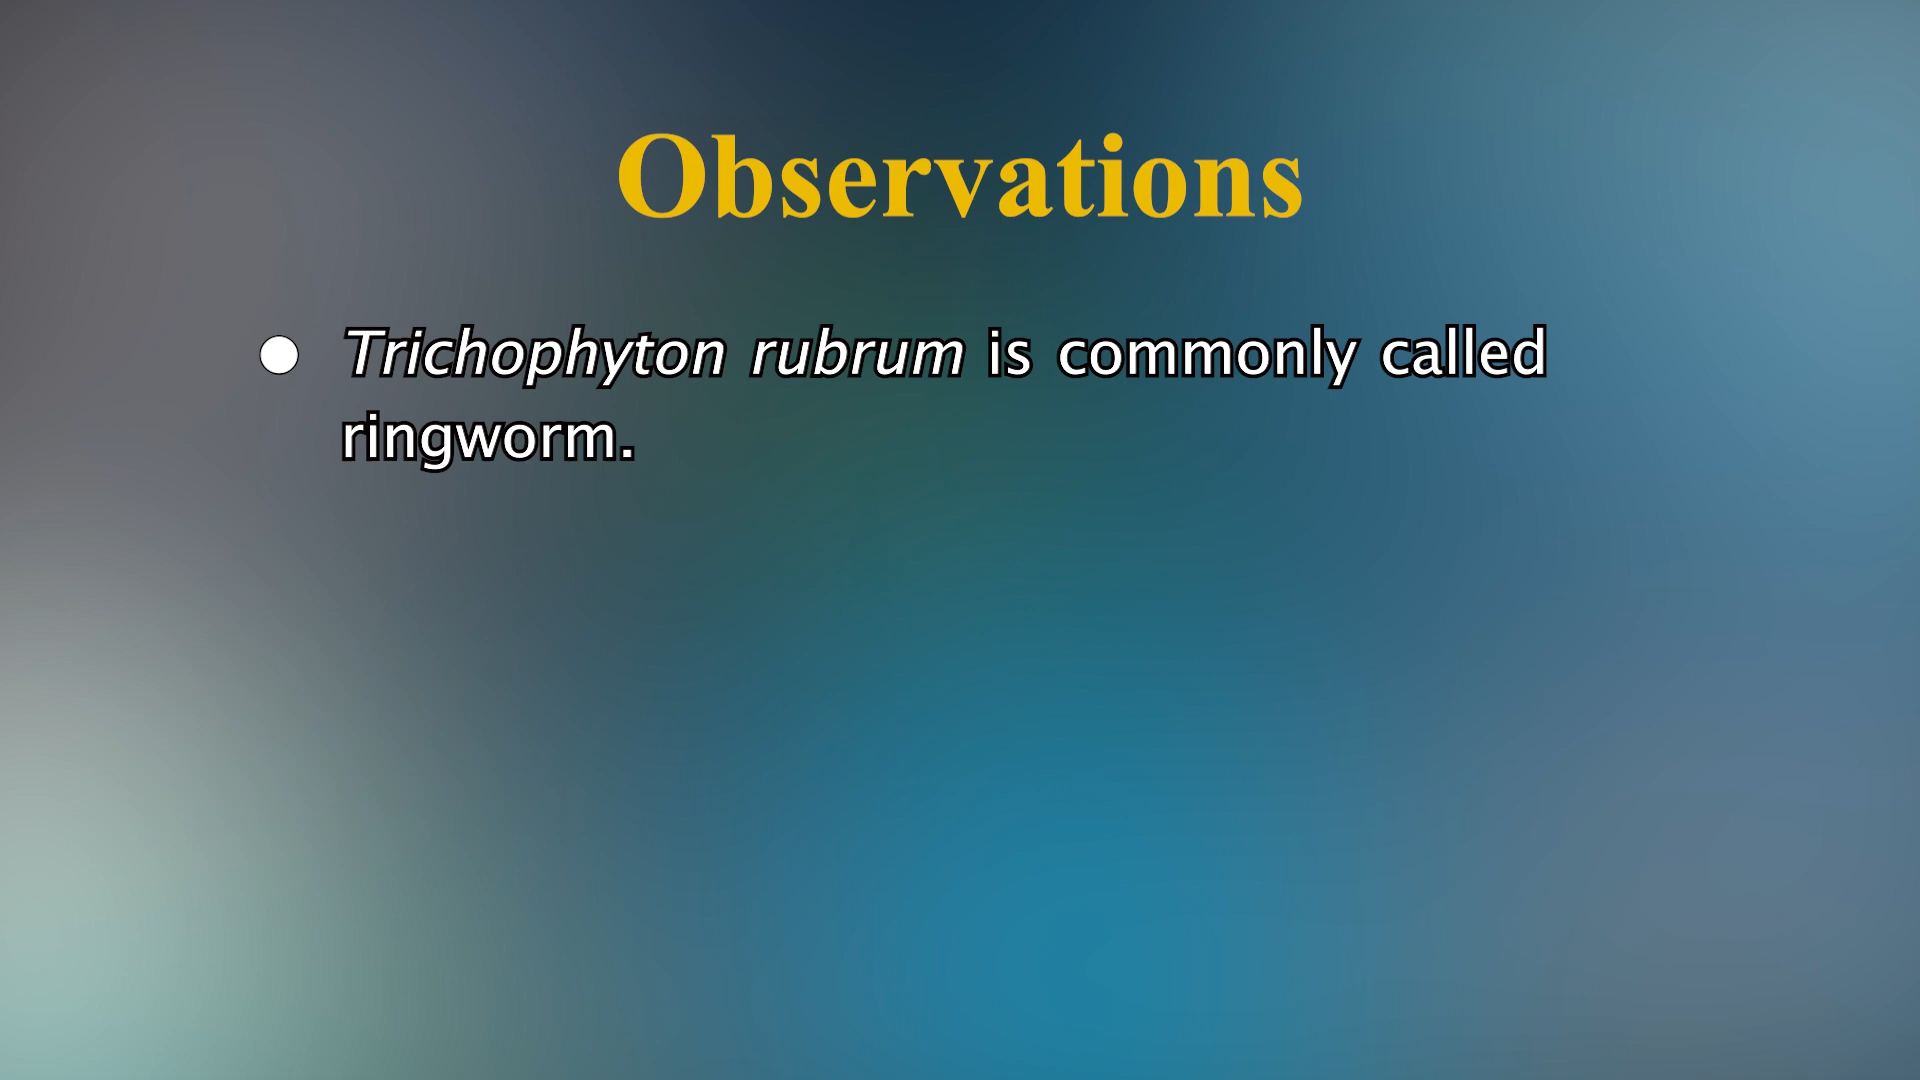 Observations
● Trichophyton rubrum is commonly called
ringworm.